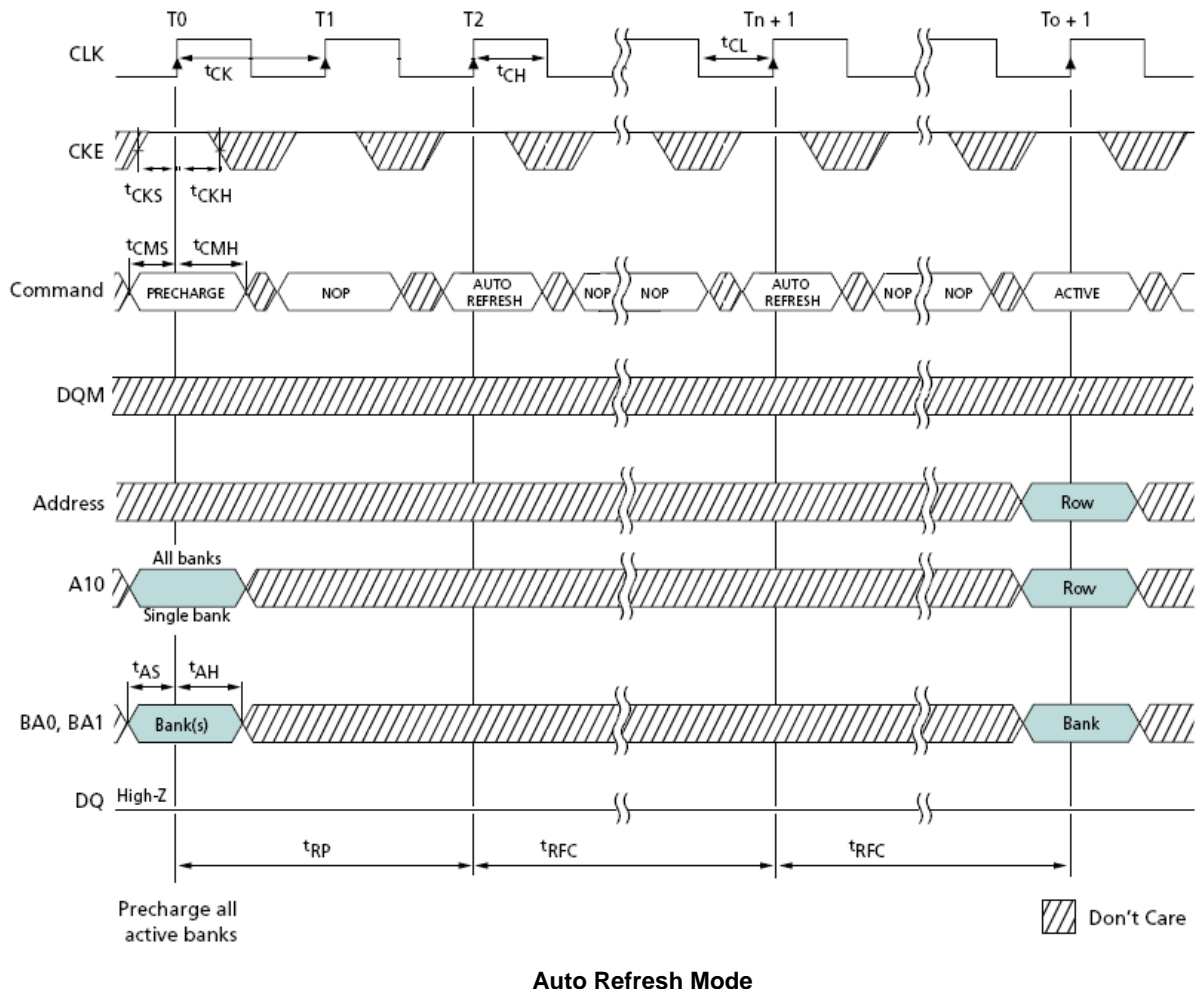 T0 T1 T2 Tn + 1 To + 1
CLK
tCK tCH tCL
CKE
tCKS tCKH
tCMS tCMH
Command PRECHARGE NOP AUTO REFRESH NOP NOP AUTO REFRESH NOP NOP ACTIVE
DQM
Address Row
All banks
A10 Row
Single bank
tAS tAH
BA0, BA1 Bank(s) Bank
DQ High-Z
tRP tRFC tRFC
Precharge all
active banks
Don't Care
Auto Refresh Mode